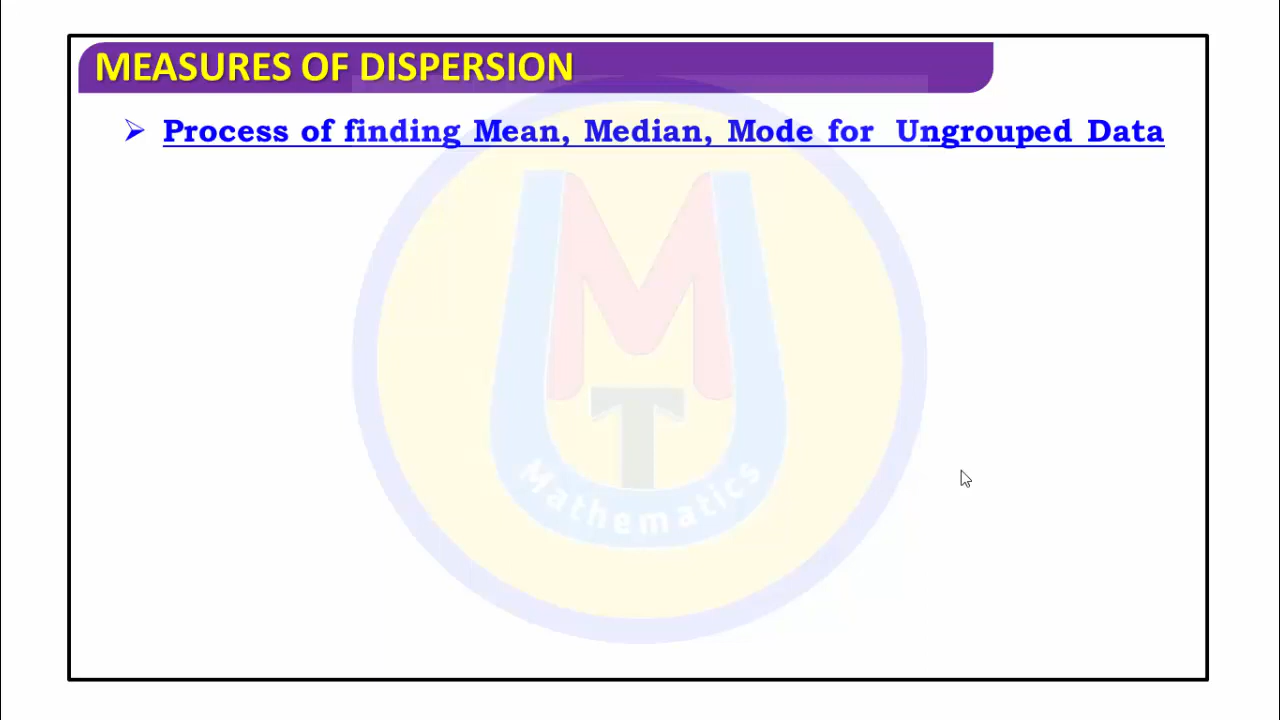 MEASURES OF DISPERSION
➢ Process of finding Mean, Median, Mode for Ungrouped Data
M
T
Mathematics